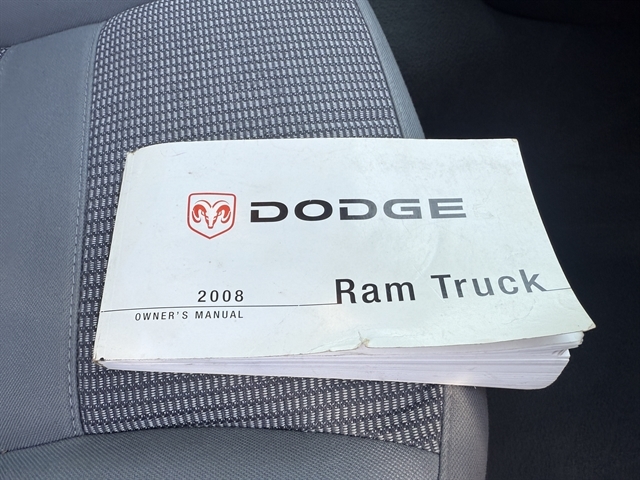 DODGE
2008 Ram Truck
OWNER'S MANUAL